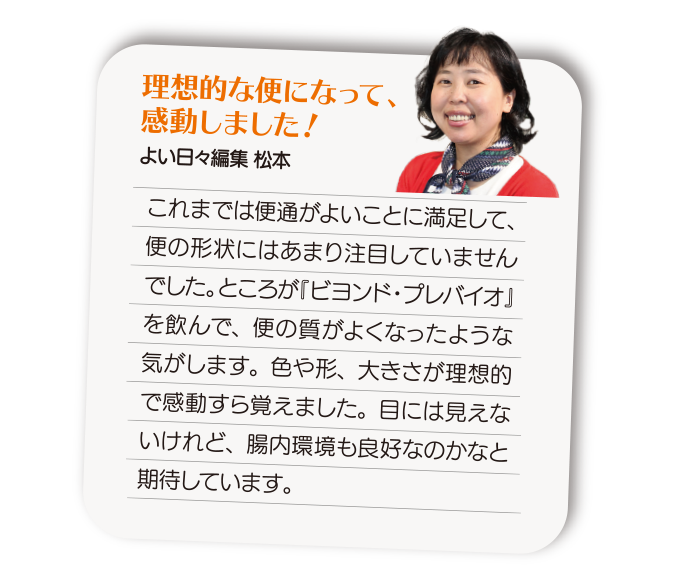 理想的な便になって、
感動しました！
よい日々編集 松本
これまでは便通がよいことに満足して、
便の形状にはあまり注目していません
でした。ところが『ビヨンド・プレバイオ』
を飲んで、便の質がよくなったような
気がします。色や形、大きさが理想的
で感動すら覚えました。目には見えな
いけれど、腸内環境も良好なのかなと
期待しています。